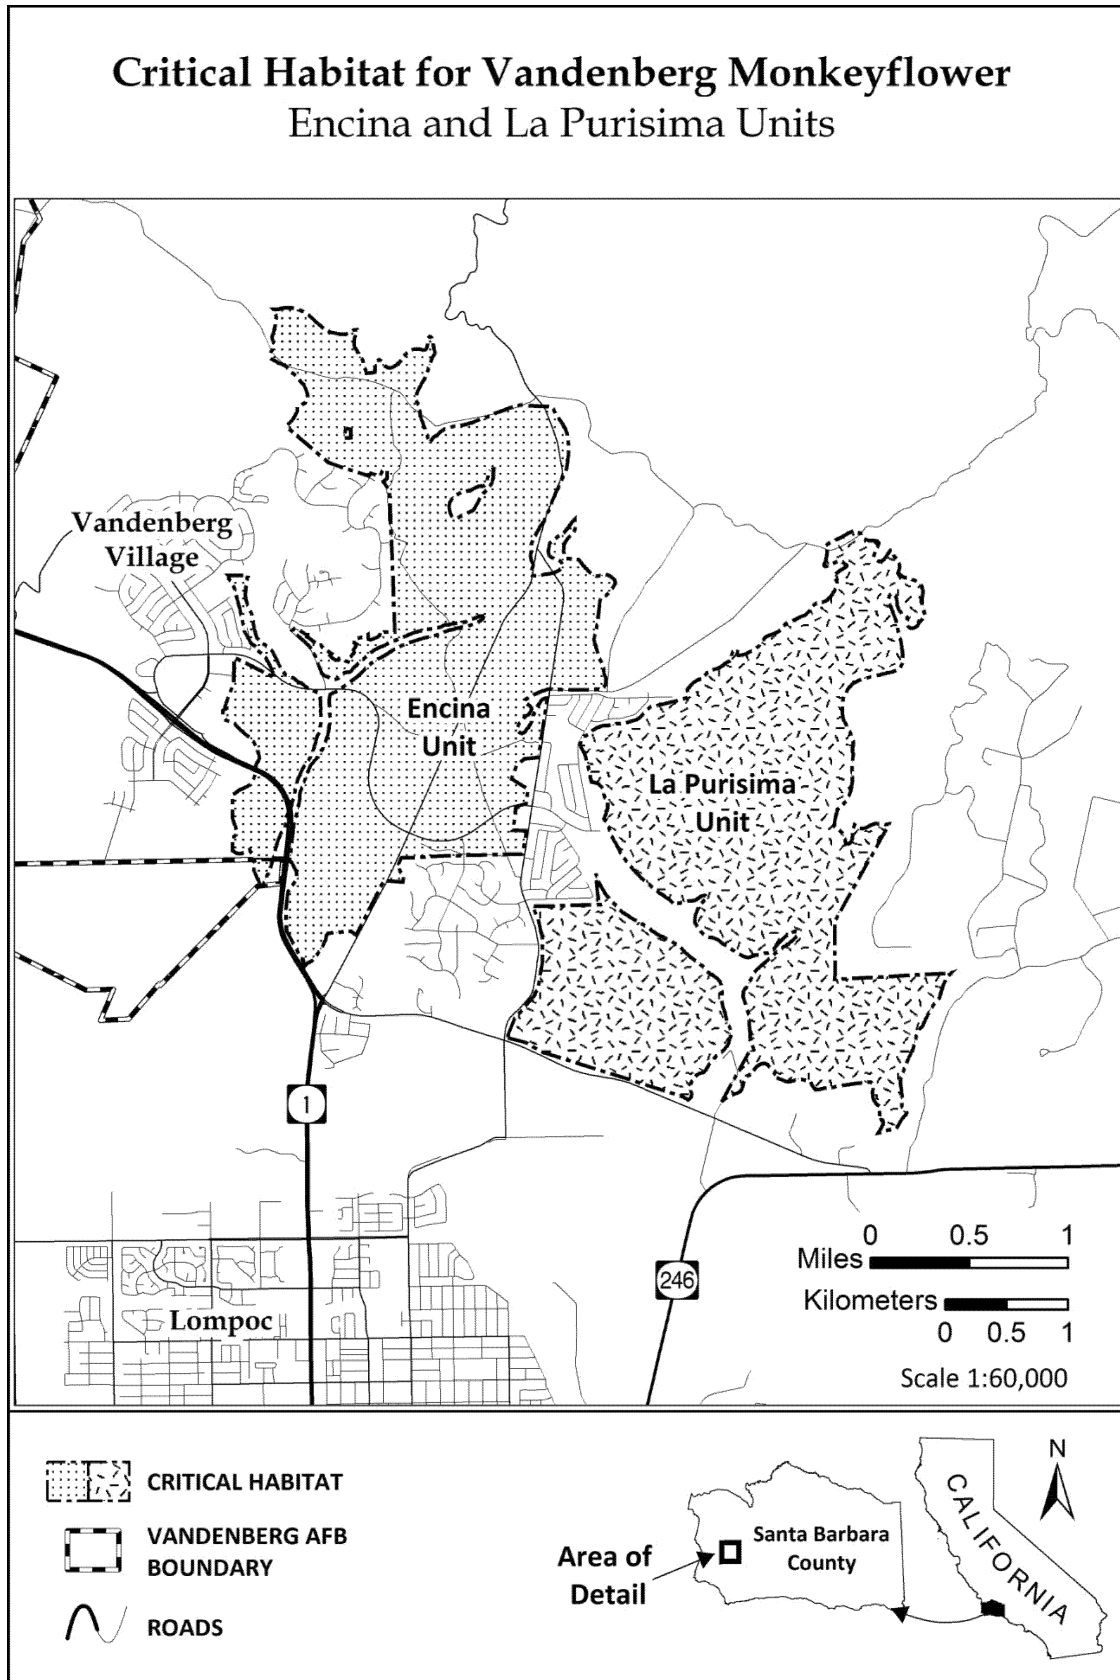 Critical Habitat for Vandenberg Monkeyflower
Encina and La Purisima Units
Vandenberg
Village
Encina
Unit
La Purisima
Unit
1
246
Lompoc
0 0.5 1
Miles
Kilometers
0 0.5 1
Scale 1:60,000
CRITICAL HABITAT
VANDENBERG AFB
BOUNDARY
ROADS
Area of
Detail
Santa Barbara
County
CALIFORNIA
N